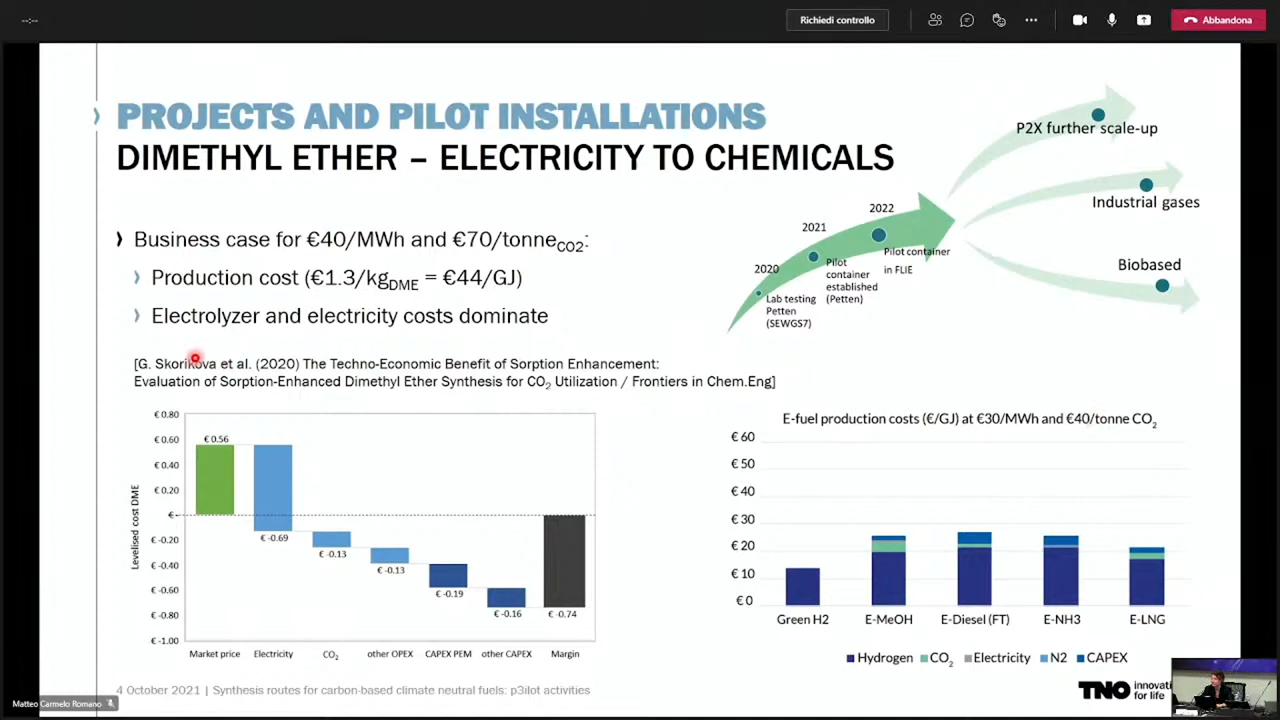 --:--
Richiedi controllo
Abbandona
PROJECTS AND PILOT INSTALLATIONS
DIMETHYL ETHER – ELECTRICITY TO CHEMICALS
Business case for €40/MWh and €70/tonneCO2:
Production cost (€1.3/kgDME = €44/GJ)
Electrolyzer and electricity costs dominate
[G. Skorikova et al. (2020) The Techno-Economic Benefit of Sorption Enhancement:
Evaluation of Sorption-Enhanced Dimethyl Ether Synthesis for CO2 Utilization / Frontiers in Chem.Eng]
2020
Lab testing
Petten
(SEWGS7)
2021
Pilot
container
established
(Petten)
2022
Pilot container
in FLIE
P2X further scale-up
Industrial gases
Biobased
Levelised cost DME
€ 0.80
€ 0.60
€ 0.40
€ 0.20
€-
€ -0.20
€ -0.40
€ -0.60
€ -0.80
€ -1.00
€ 0.56
€ -0.69
€ -0.13
€ -0.13
€ -0.19
€ -0.16
€ -0.74
Market price
Electricity
CO2
other OPEX
CAPEX PEM
other CAPEX
Margin
E-fuel production costs (€/GJ) at €30/MWh and €40/tonne CO2
€ 60
€ 50
€ 40
€ 30
€ 20
€ 10
€ 0
Green H2
E-MeOH
E-Diesel (FT)
E-NH3
E-LNG
Hydrogen
CO2
Electricity
N2
CAPEX
4 October 2021 | Synthesis routes for carbon-based climate neutral fuels: p3ilot activities
TNO
innovati
for life
Matteo Carmelo Romano